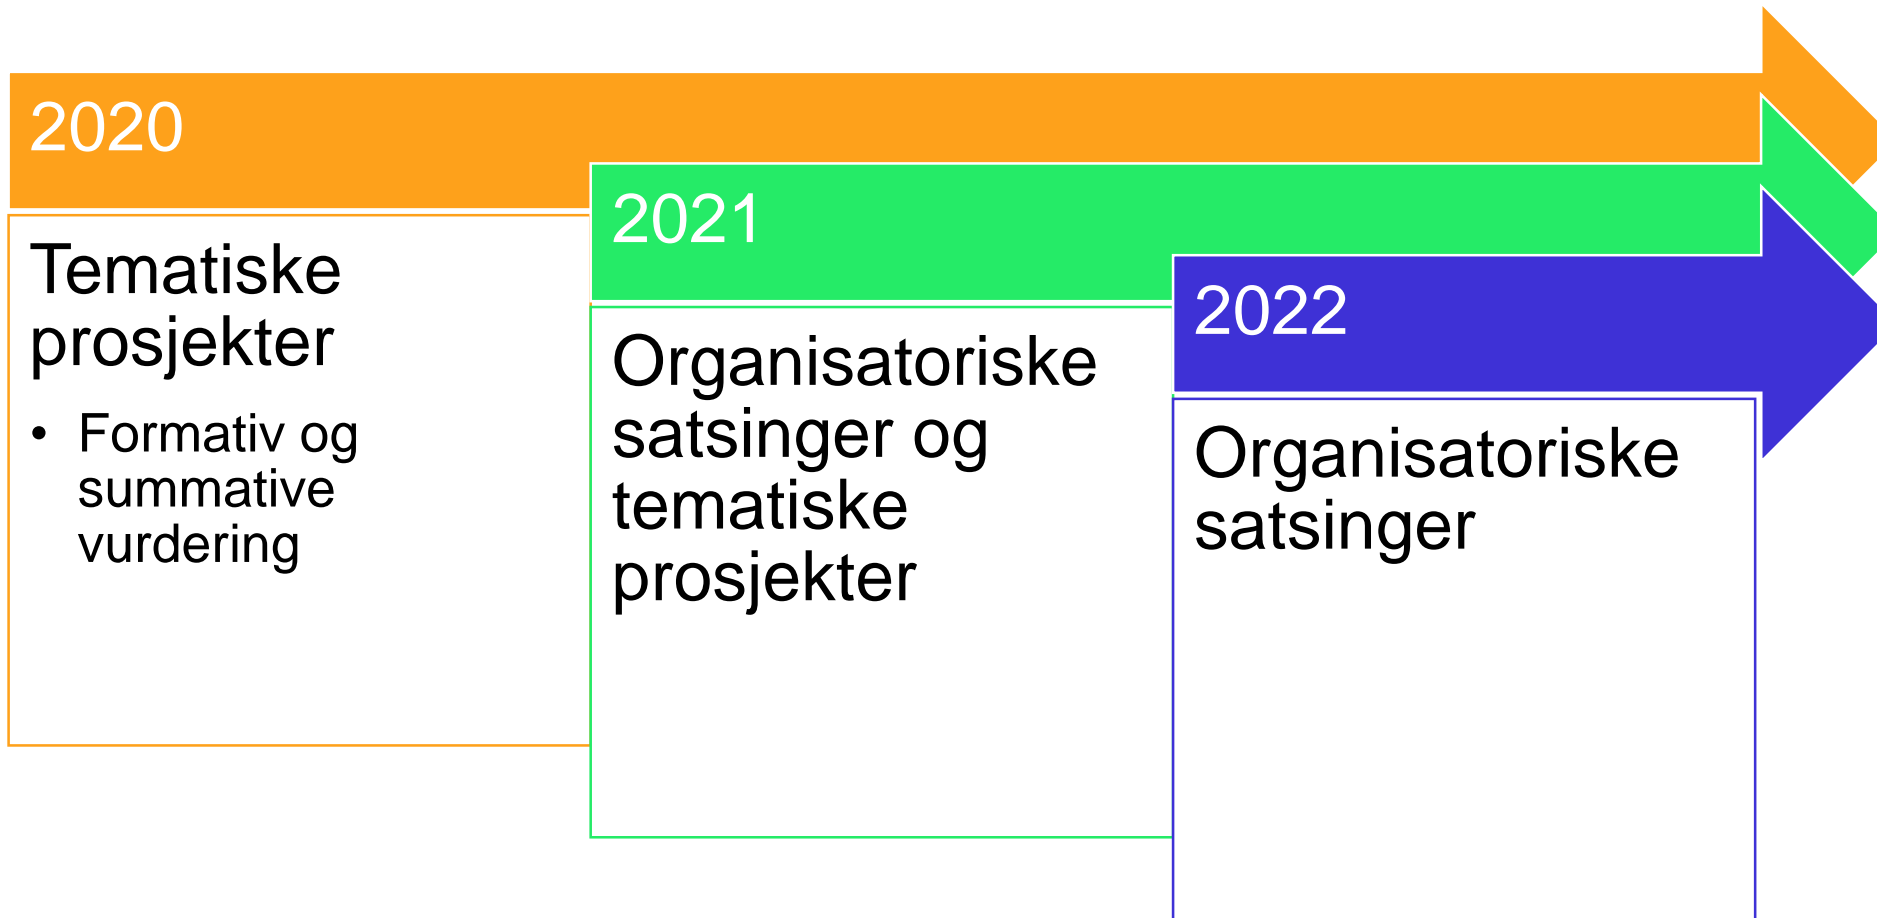 2020
Tematiske
prosjekter
• Formativ og
summative
vurdering
2021
Organisatoriske
satsinger og
tematiske
prosjekter
2022
Organisatoriske
satsinger